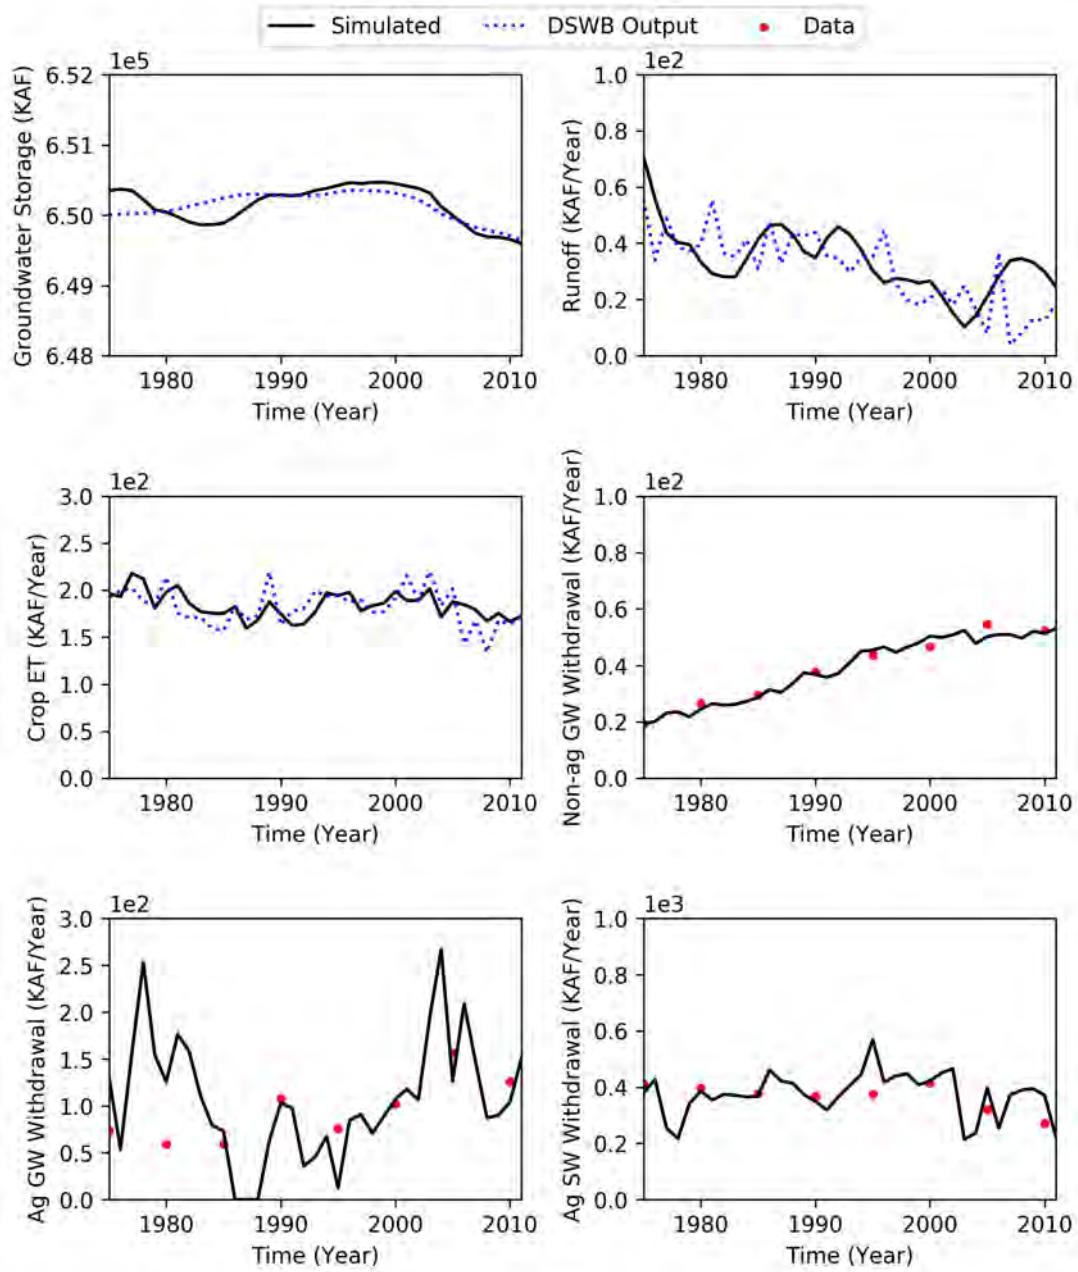 Simulated DSWB Output Data
1e5
6.52
6.51
6.50
6.49
6.48
Groundwater Storage (KAF)
1980 1990 2000 2010
Time (Year)
1e2
1.0
0.8
0.6
0.4
0.2
0.0
Runoff (KAF/Year)
1980 1990 2000 2010
Time (Year)
1e2
3.0
2.5
2.0
1.5
1.0
0.5
0.0
Crop ET (KAF/Year)
1980 1990 2000 2010
Time (Year)
1e2
1.0
0.8
0.6
0.4
0.2
0.0
Non-ag GW Withdrawal (KAF/Year)
1980 1990 2000 2010
Time (Year)
1e2
3.0
2.5
2.0
1.5
1.0
0.5
0.0
Ag GW Withdrawal (KAF/Year)
1980 1990 2000 2010
Time (Year)
1e3
1.0
0.8
0.6
0.4
0.2
0.0
Ag SW Withdrawal (KAF/Year)
1980 1990 2000 2010
Time (Year)